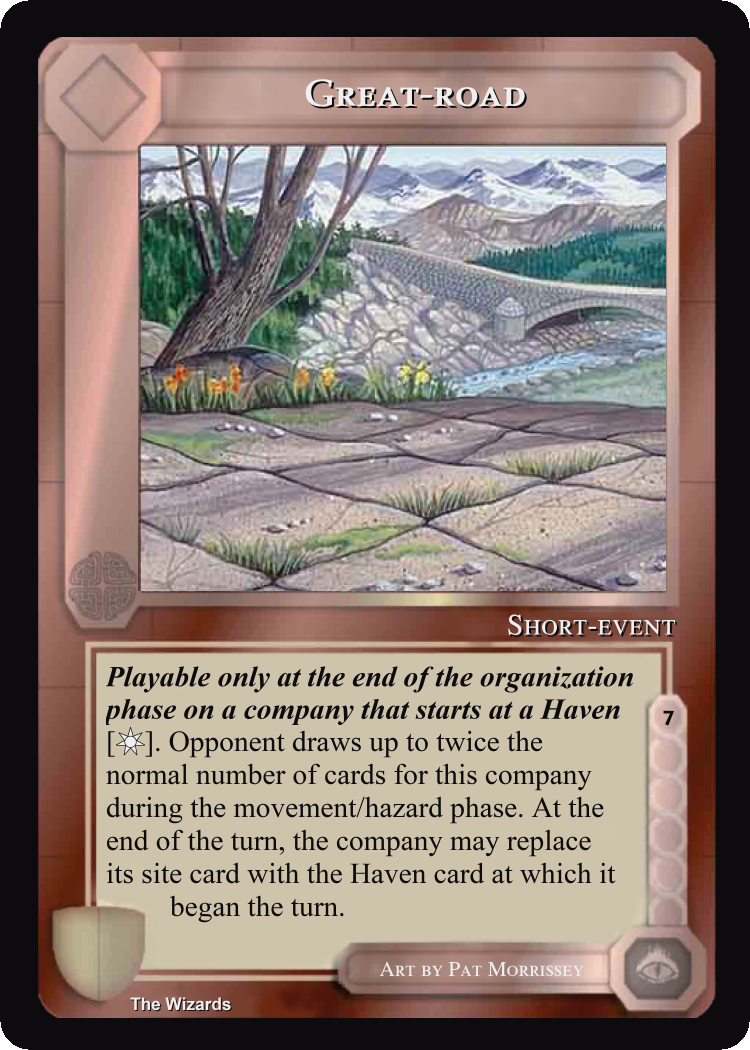 Great-road
Short-event
Playable only at the end of the organization
phase on a company that starts at a Haven
[ ]. Opponent draws up to twice the
normal number of cards for this company
during the movement/hazard phase. At the
end of the turn, the company may replace
its site card with the Haven card at which it
began the turn.
7
Art by Pat Morrissey
The Wizards